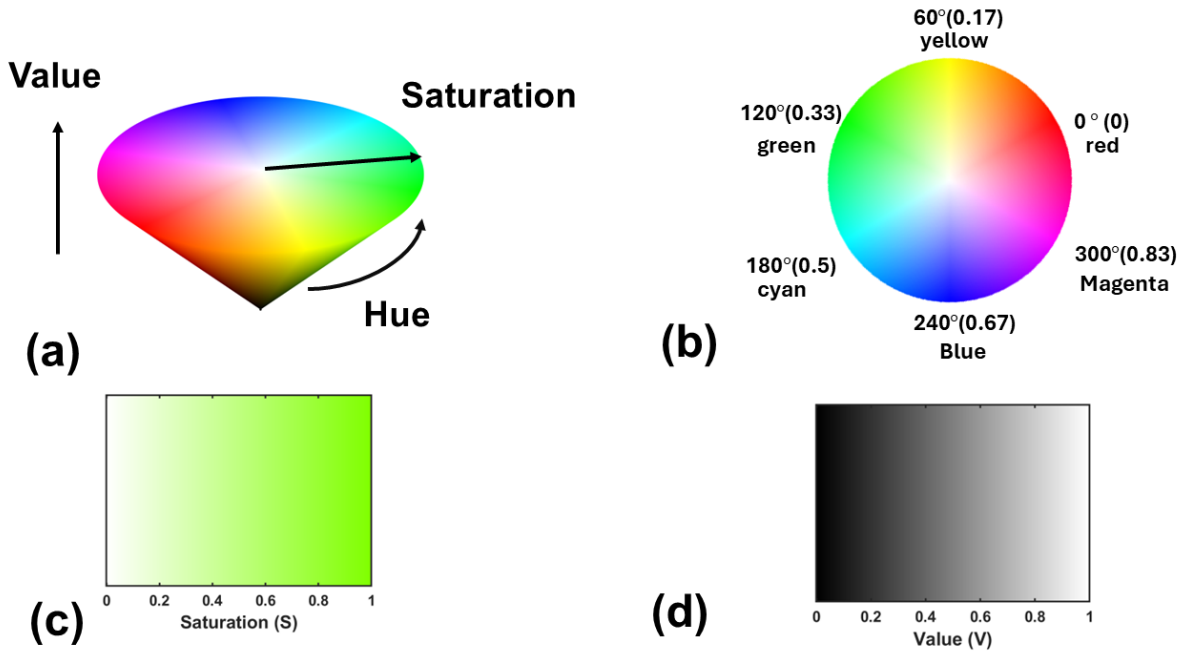 Value
Saturation
Hue
(a)
60°(0.17)
yellow
120°(0.33)
green
0° (0)
red
180°(0.5)
cyan
300°(0.83)
Magenta
240°(0.67)
Blue
(b)
0 0.2 0.4 0.6 0.8 1
Saturation (S)
(c)
0 0.2 0.4 0.6 0.8 1
Value (V)
(d)